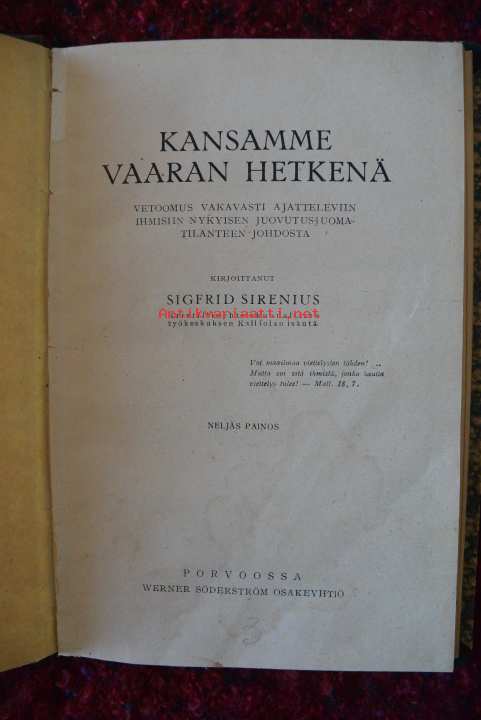 KANSAMME
VAARAN HETKENÄ
VETOOMUS VAKAVASTI AJATTELEVIIN
IHMISIIN NYKYISEN JUOVUTUSJUOMA-
TILANTEEN JOHDOSTA
KIRJOITTANUT
SIGFRID SIRENIUS
Antikvariaatti.net
työkeskuksen Kalliolan isäntä
Voi maailmaa viettelysten tähden! ..
Mutta voi sitä ihmistä, jonka kautta
viettelys tulee! — Matt. 18, 7.
NELJÄS PAINOS
PORVOOSSA
WERNER SÖDERSTRÖM OSAKEYHTIÖ
3